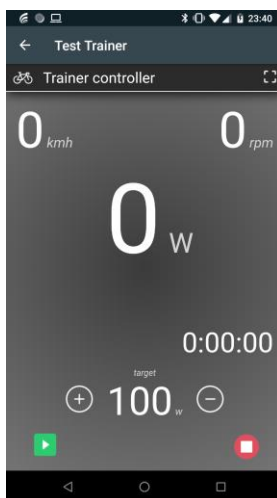 23:40
Test Trainer
Trainer controller
0 kmh 0 rpm
0 W
0:00:00
target
100 w